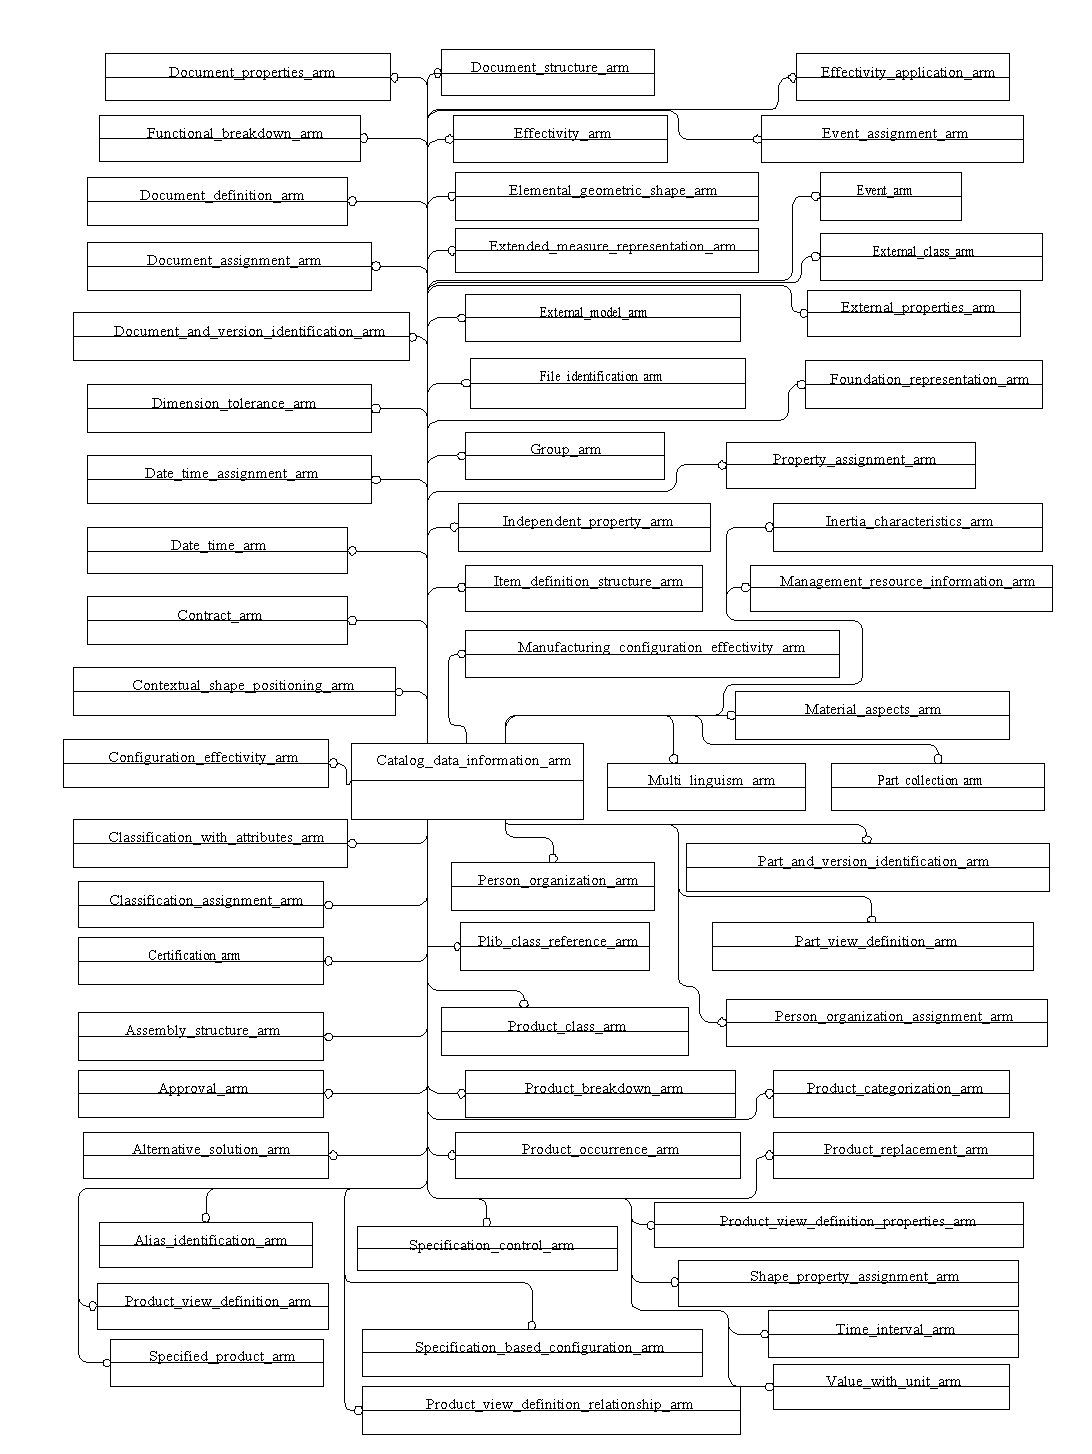 Document_properties_arm
Document_structure_arm
Effectivity_application_arm
Functional_breakdown_arm
Effectivity_arm
Event_assignment_arm
Document_definition_arm
Elemental_geometric_shape_arm
Event_arm
Document_assignment_arm
Extended_measure_representation_arm
External_class_arm
Document_and_version_identification_arm
External_model_arm
External_properties_arm
Dimension_tolerance_arm
File_identification_arm
Foundation_representation_arm
Date_time_assignment_arm
Group_arm
Property_assignment_arm
Date_time_arm
Independent_property_arm
Inertia_characteristics_arm
Contract_arm
Item_definition_structure_arm
Management_resource_information_arm
Contextual_shape_positioning_arm
Manufacturing_configuration_effectivity_arm
Material_aspects_arm
Configuration_effectivity_arm
Catalog_data_information_arm
Multi_linguism_arm
Part_collection_arm
Classification_with_attributes_arm
Person_organization_arm
Part_and_version_identification_arm
Classification_assignment_arm
Plib_class_reference_arm
Part_view_definition_arm
Certification_arm
Product_class_arm
Person_organization_assignment_arm
Assembly_structure_arm
Approval_arm
Product_breakdown_arm
Product_categorization_arm
Alternative_solution_arm
Product_occurrence_arm
Product_replacement_arm
Alias_identification_arm
Specification_control_arm
Product_view_definition_properties_arm
Product_view_definition_arm
Shape_property_assignment_arm
Specified_product_arm
Specification_based_configuration_arm
Time_interval_arm
Product_view_definition_relationship_arm
Value_with_unit_arm